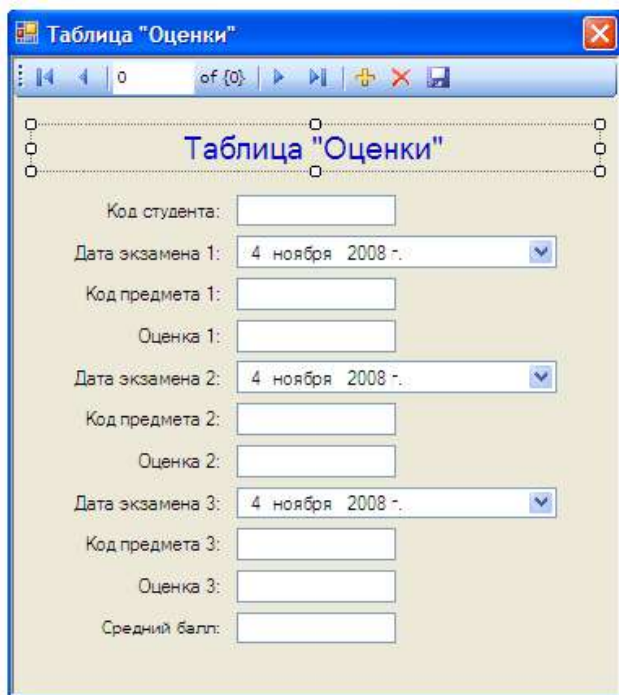 Таблица "Оценки"
0 of {0}
Таблица "Оценки"
Код студента:
Дата экзамена 1: 4 ноября 2008 г.
Код предмета 1:
Оценка 1:
Дата экзамена 2: 4 ноября 2008 г.
Код предмета 2:
Оценка 2:
Дата экзамена 3: 4 ноября 2008 г.
Код предмета 3:
Оценка 3:
Средний балл: